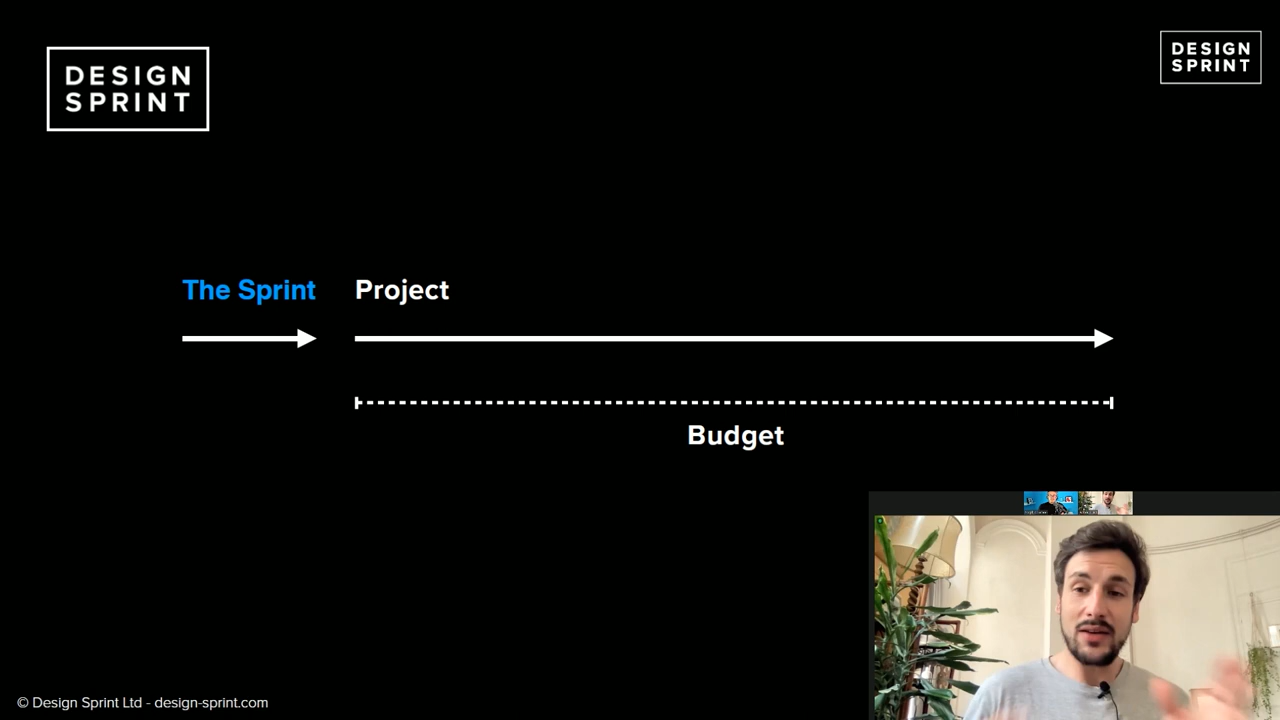 DESIGN
SPRINT
DESIGN
SPRINT
The Sprint
Project
Budget
© Design Sprint Ltd - design-sprint.com